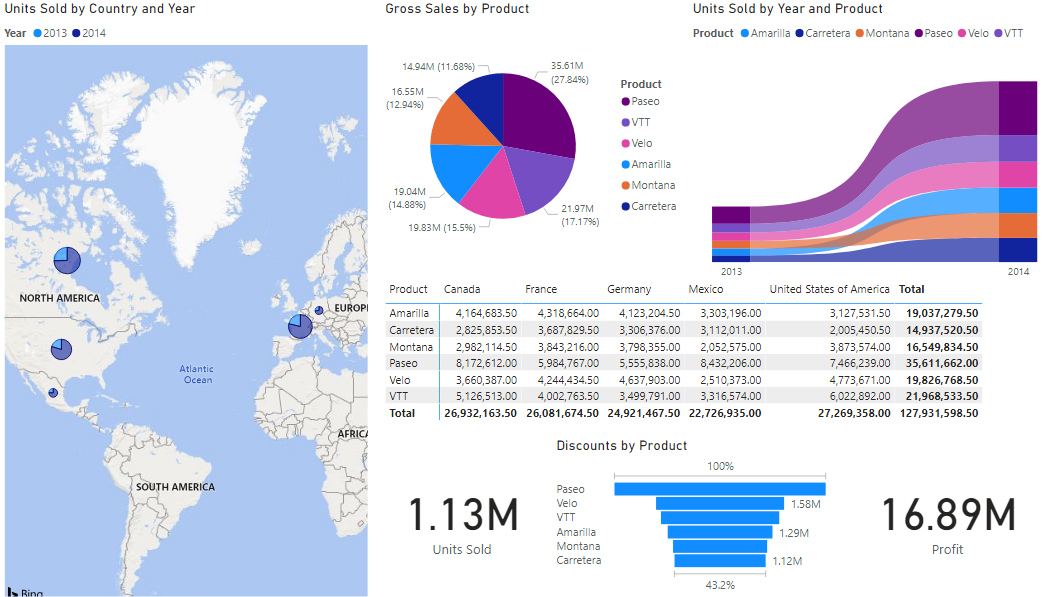 Units Sold by Country and Year
Year 2013 2014
NORTH AMERICA
EUROPE
Atlantic
Ocean
AFRICA
SOUTH AMERICA
Bing
Gross Sales by Product
35.61M
(27.84%)
21.97M
(17.17%)
19.83M (15.5%)
19.04M
(14.88%)
16.55M
(12.94%)
14.94M (11.68%)
Product
Paseo
VTT
Velo
Amarilla
Montana
Carretera
Units Sold by Year and Product
Product Amarilla Carretera Montana Paseo Velo VTT
2013 2014
Product Canada France Germany Mexico United States of America Total
Amarilla 4,164,683.50 4,318,664.00 4,123,204.50 3,303,196.00 3,127,531.50 19,037,279.50
Carretera 2,825,853.50 3,687,829.50 3,306,376.00 3,112,011.00 2,005,450.50 14,937,520.50
Montana 2,982,114.50 3,843,216.00 3,798,355.00 2,052,575.00 3,873,574.00 16,549,834.50
Paseo 8,172,612.00 5,984,767.00 5,555,838.00 8,432,206.00 7,466,239.00 35,611,662.00
Velo 3,660,387.00 4,244,434.50 4,637,903.00 2,510,373.00 4,773,671.00 19,826,768.50
VTT 5,126,513.00 4,002,763.50 3,499,791.00 3,316,574.00 6,022,892.00 21,968,533.50
Total 26,932,163.50 26,081,674.50 24,921,467.50 22,726,935.00 27,269,358.00 127,931,598.50
1.13M
Units Sold
Discounts by Product
100%
Paseo
Velo 1.58M
VTT
Amarilla 1.29M
Montana
Carretera 1.12M
43.2%
16.89M
Profit